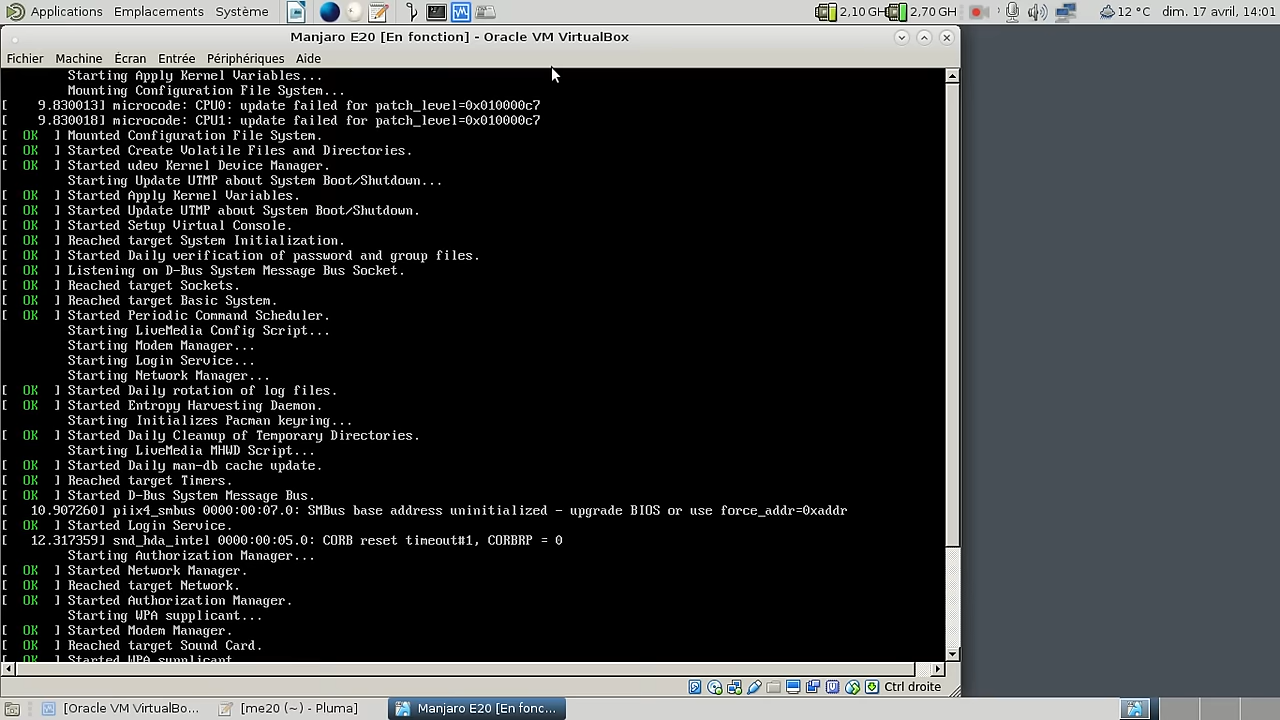 Applications Emplacements Système 2,10 GH 2,70 GH 12 °C dim. 17 avril, 14:01
Manjaro E20 [En fonction] - Oracle VM VirtualBox
Fichier Machine Écran Entrée Périphériques Aide
Starting Apply Kernel Variables...
Mounting Configuration File System...
[ 9.830013] microcode: CPU0: update failed for patch_level=0x010000c7
[ 9.830018] microcode: CPU1: update failed for patch_level=0x010000c7
[ OK ] Mounted Configuration File System.
[ OK ] Started Create Volatile Files and Directories.
[ OK ] Started udev Kernel Device Manager.
Starting Update UTMP about System Boot/Shutdown...
[ OK ] Started Apply Kernel Variables.
[ OK ] Started Update UTMP about System Boot/Shutdown.
[ OK ] Started Setup Virtual Console.
[ OK ] Reached target System Initialization.
[ OK ] Started Daily verification of password and group files.
[ OK ] Listening on D-Bus System Message Bus Socket.
[ OK ] Reached target Sockets.
[ OK ] Reached target Basic System.
[ OK ] Started Periodic Command Scheduler.
Starting LiveMedia Config Script...
Starting Modem Manager...
Starting Login Service...
Starting Network Manager...
[ OK ] Started Daily rotation of log files.
[ OK ] Started Entropy Harvesting Daemon.
Starting Initializes Pacman keyring...
[ OK ] Started Daily Cleanup of Temporary Directories.
Starting LiveMedia MHWD Script...
[ OK ] Started Daily man-db cache update.
[ OK ] Reached target Timers.
[ OK ] Started D-Bus System Message Bus.
[ 10.907260] piix4_smbus 0000:00:07.0: SMBus base address uninitialized - upgrade BIOS or use force_addr=0xaddr
[ OK ] Started Login Service.
[ 12.317359] snd_hda_intel 0000:00:05.0: CORB reset timeout#1, CORBRP = 0
Starting Authorization Manager...
[ OK ] Started Network Manager.
[ OK ] Reached target Network.
[ OK ] Started Authorization Manager.
Starting WPA supplicant...
[ OK ] Started Modem Manager.
[ OK ] Reached target Sound Card.
[ OK ] Started WPA supplicant
Ctrl droite
[Oracle VM VirtualBo... [me20 (~) - Pluma] Manjaro E20 [En fonc...